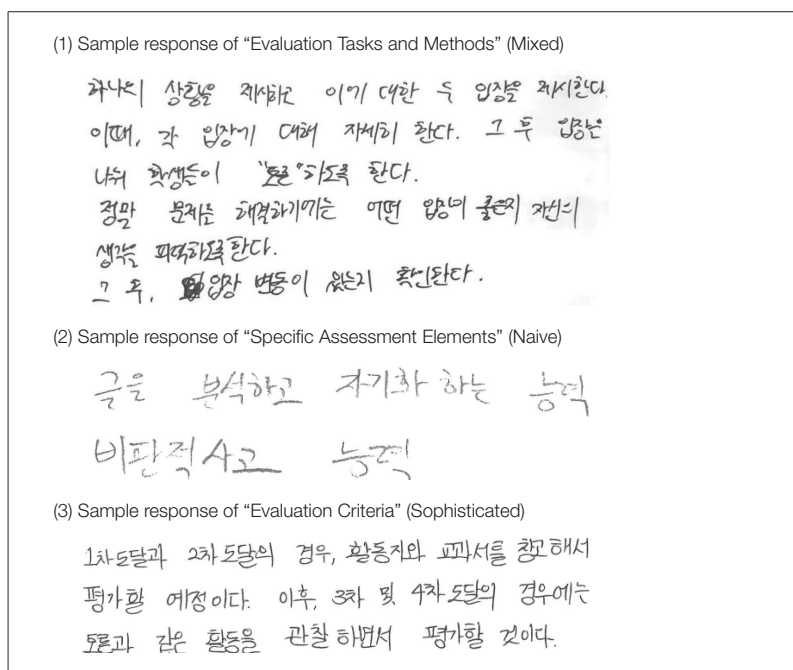 (1) Sample response of “Evaluation Tasks and Methods” (Mixed)
하나의 상황을 제시하고 이에 대한 두 입장을 제시한다.
이때, 각 입장에 대해 자세히 한다. 그 후 입장을
나눠 학생들이 "토론"하도록 한다.
정말 문제를 해결하기에는 어떤 입장이 좋은지 자신의
생각을 피력하도록 한다.
그 후, 입장 변동이 있는지 확인한다.
(2) Sample response of “Specific Assessment Elements” (Naive)
글을 분석하고 자기화 하는 능력
비판적 사고 능력
(3) Sample response of “Evaluation Criteria” (Sophisticated)
1차도달과 2차도달의 경우, 활동지와 교과서를 참고해서
평가할 예정이다. 이후, 3차 및 4차 도달의 경우에는
토론과 같은 활동을 관찰하면서 평가할 것이다.